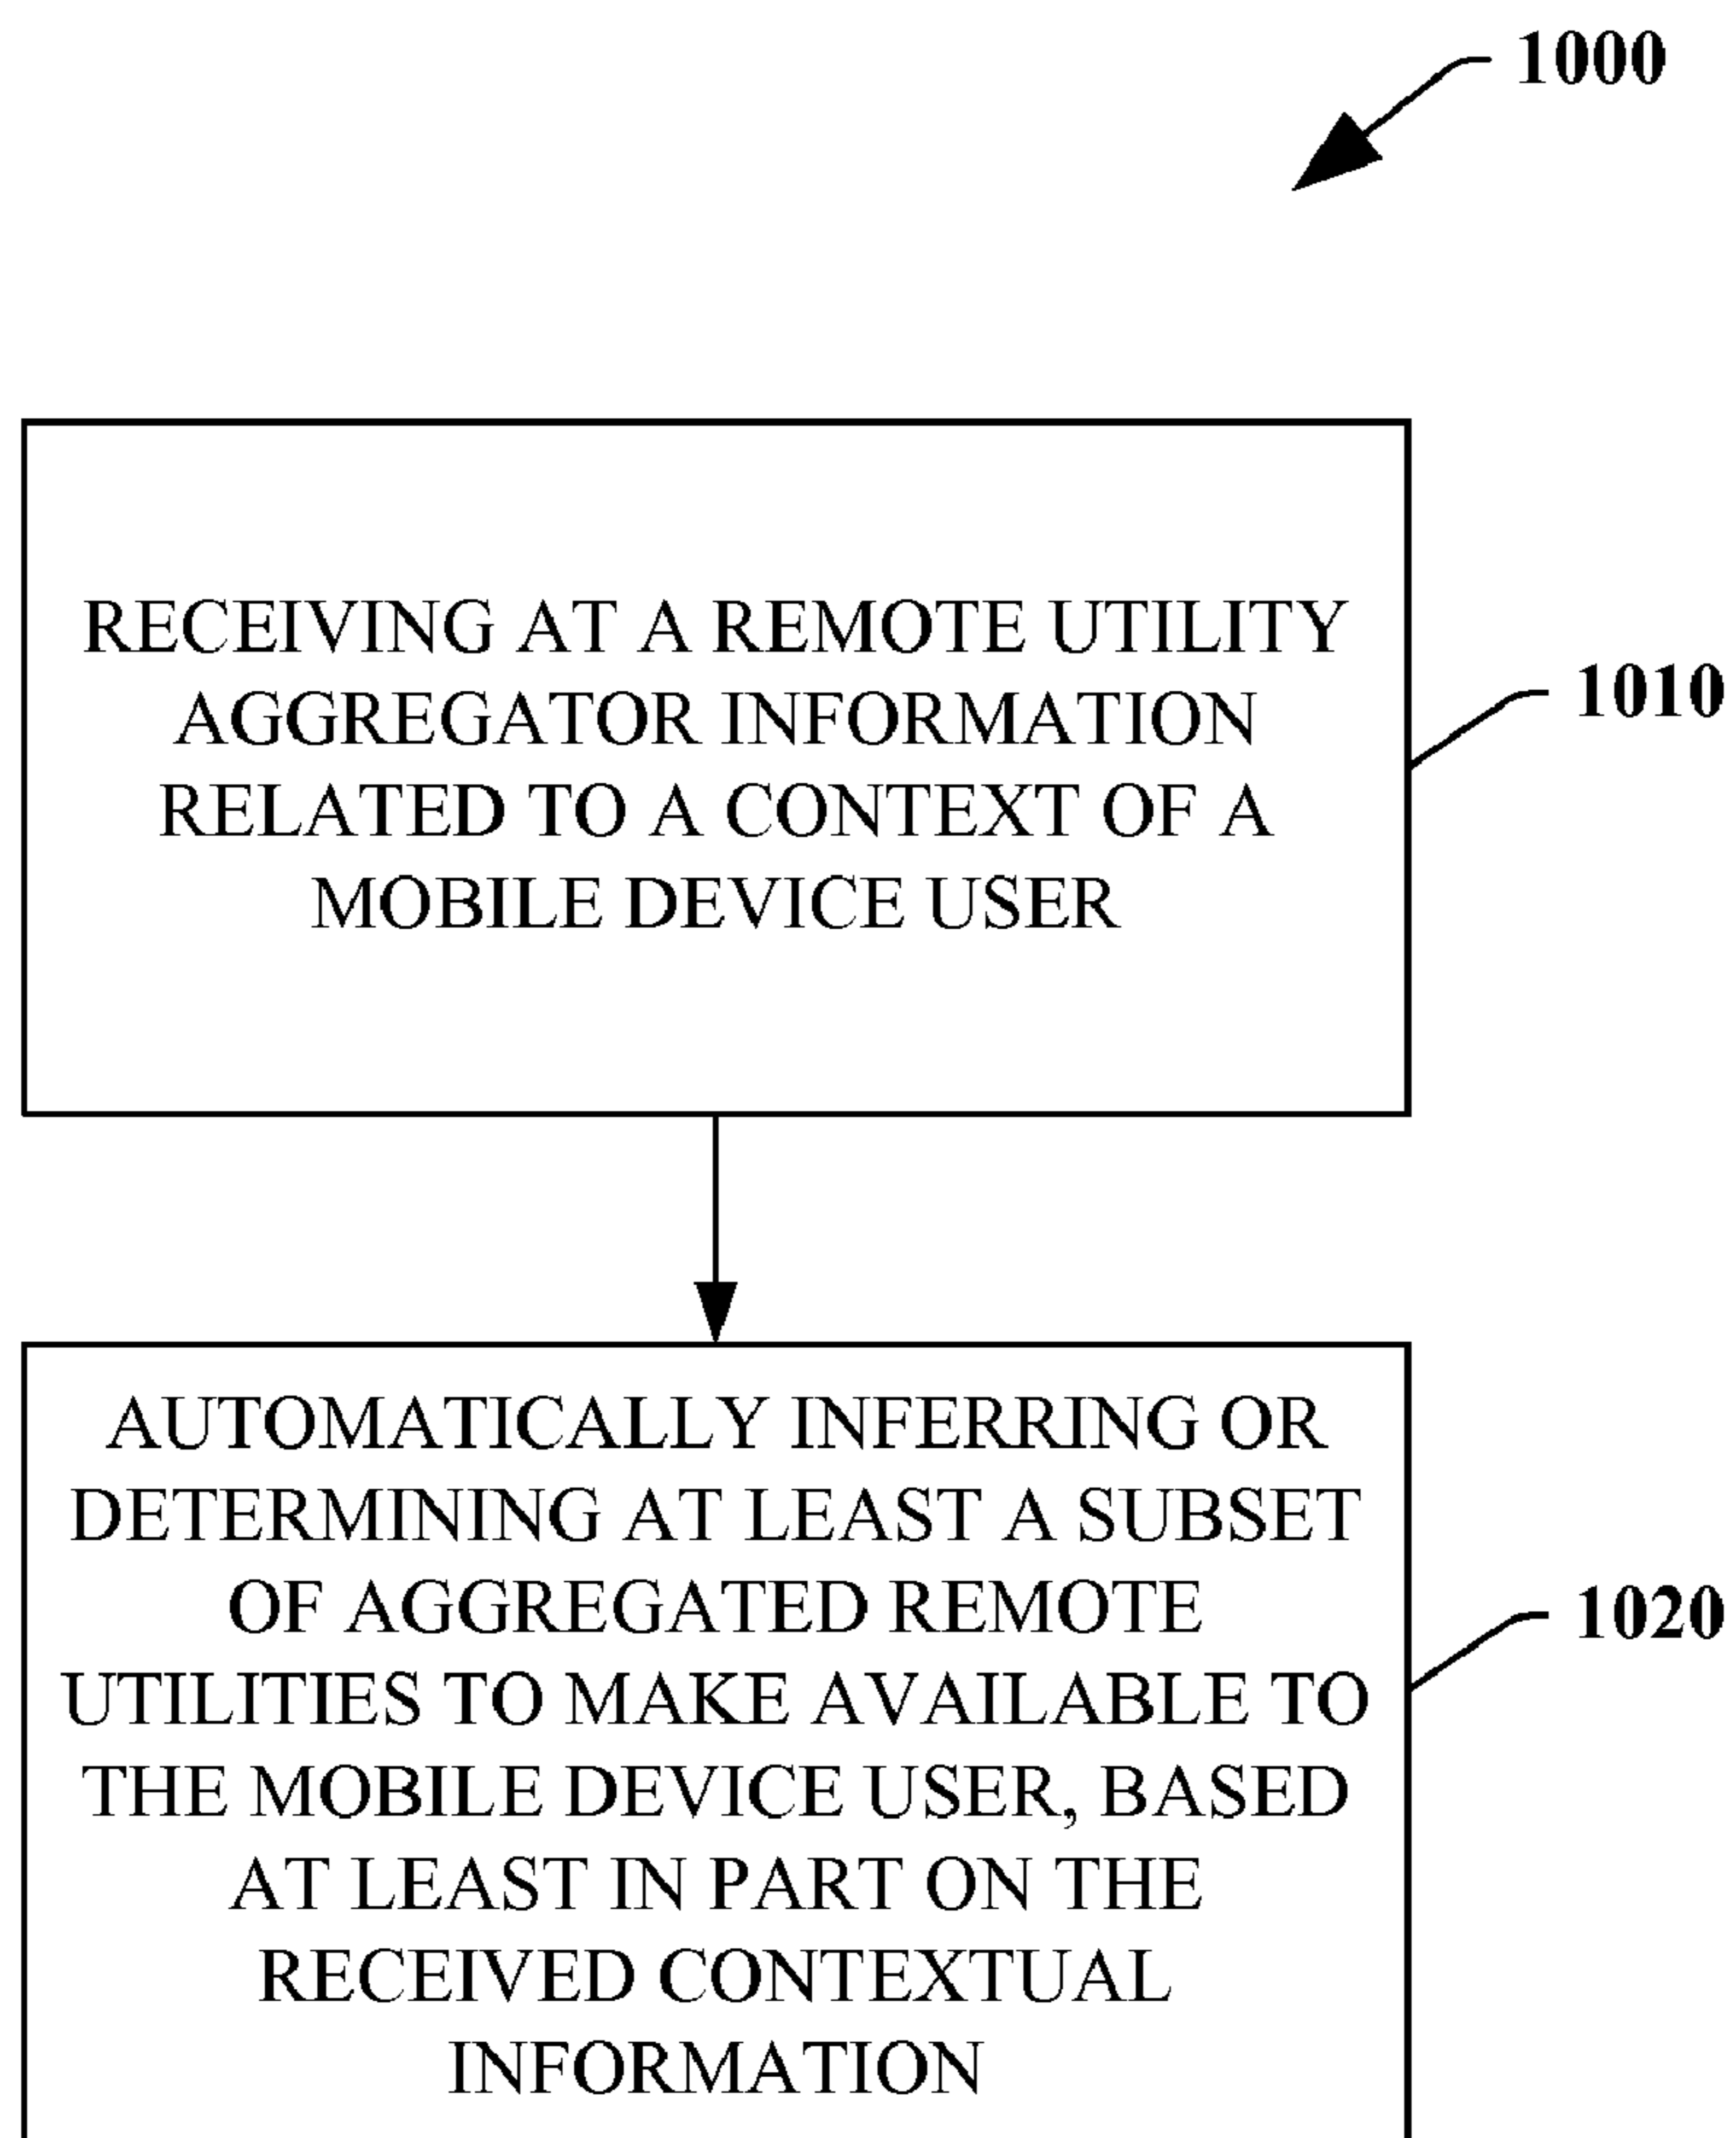 1000
RECEIVING AT A REMOTE UTILITY
AGGREGATOR INFORMATION
RELATED TO A CONTEXT OF A
MOBILE DEVICE USER
1010
AUTOMATICALLY INFERRING OR
DETERMINING AT LEAST A SUBSET
OF AGGREGATED REMOTE
UTILITIES TO MAKE AVAILABLE TO
THE MOBILE DEVICE USER, BASED
AT LEAST IN PART ON THE
RECEIVED CONTEXTUAL
INFORMATION
1020